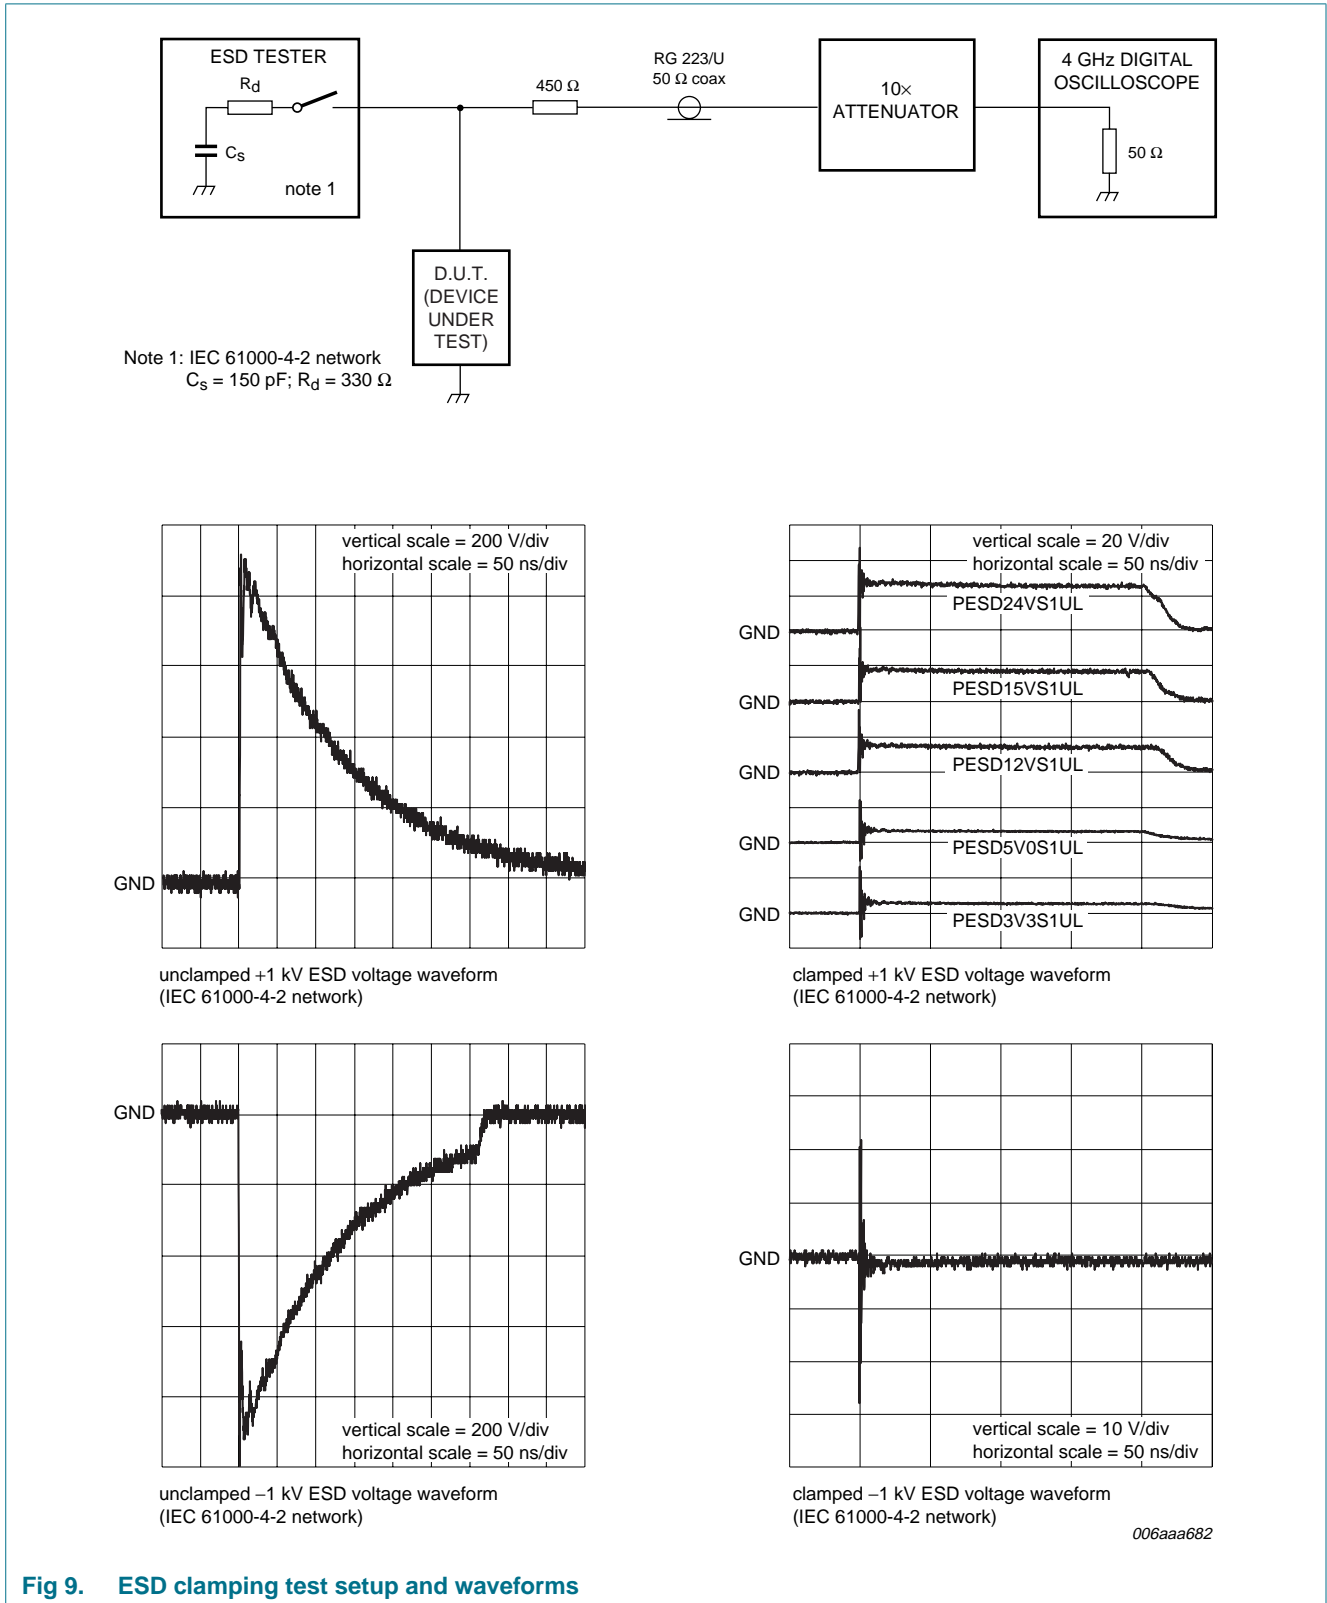 ESD TESTER
Rd
Cs
note 1
450 Ω
RG 223/U
50 Ω coax
10×
ATTENUATOR
4 GHz DIGITAL
OSCILLOSCOPE
50 Ω
D.U.T.
(DEVICE
UNDER
TEST)
Note 1: IEC 61000-4-2 network
Cs = 150 pF; Rd = 330 Ω
vertical scale = 200 V/div
horizontal scale = 50 ns/div
GND
unclamped +1 kV ESD voltage waveform
(IEC 61000-4-2 network)
vertical scale = 20 V/div
horizontal scale = 50 ns/div
PESD24VS1UL
GND
PESD15VS1UL
GND
PESD12VS1UL
GND
PESD5V0S1UL
GND
PESD3V3S1UL
GND
clamped +1 kV ESD voltage waveform
(IEC 61000-4-2 network)
GND
vertical scale = 200 V/div
horizontal scale = 50 ns/div
unclamped −1 kV ESD voltage waveform
(IEC 61000-4-2 network)
GND
vertical scale = 10 V/div
horizontal scale = 50 ns/div
clamped −1 kV ESD voltage waveform
(IEC 61000-4-2 network)
006aaa682
Fig 9. ESD clamping test setup and waveforms